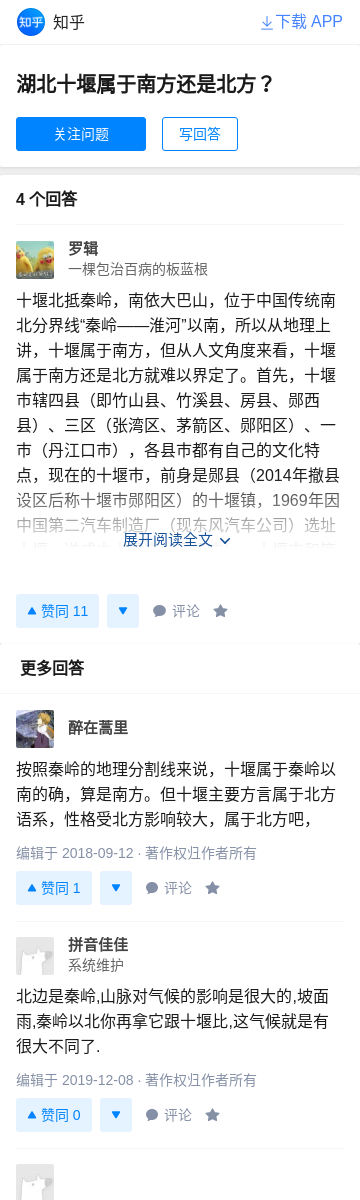 知乎 知乎 下载 APP
湖北十堰属于南方还是北方？
关注问题 写回答
4 个回答
罗辑
一棵包治百病的板蓝根
十堰北抵秦岭，南依大巴山，位于中国传统南
北分界线“秦岭——淮河”以南，所以从地理上
讲，十堰属于南方，但从人文角度来看，十堰
属于南方还是北方就难以界定了。首先，十堰
市辖四县（即竹山县、竹溪县、房县、郧西
县）、三区（张湾区、茅箭区、郧阳区）、一
市（丹江口市），各县市都有自己的文化特
点，现在的十堰市，前身是郧县（2014年撤县
设区后称十堰市郧阳区）的十堰镇，1969年因
中国第二汽车制造厂（现东风汽车公司）选址
展开阅读全文
赞同 11 评论
更多回答
醉在蒿里
按照秦岭的地理分割线来说，十堰属于秦岭以
南的确，算是南方。但十堰主要方言属于北方
语系，性格受北方影响较大，属于北方吧，
编辑于 2018-09-12 · 著作权归作者所有
赞同 1 评论
拼音佳佳
系统维护
北边是秦岭,山脉对气候的影响是很大的,坡面
雨,秦岭以北你再拿它跟十堰比,这气候就是有
很大不同了.
编辑于 2019-12-08 · 著作权归作者所有
赞同 0 评论